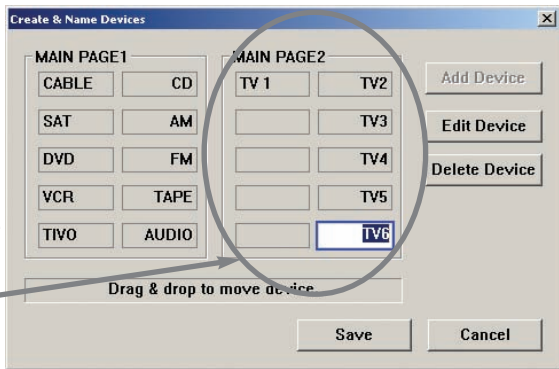 Create & Name Devices
MAIN PAGE1
CABLE CD
SAT AM
DVD FM
VCR TAPE
TIVO AUDIO
MAIN PAGE2
TV 1 TV2
TV3
TV4
TV5
TV6
Add Device
Edit Device
Delete Device
Drag & drop to move device
Save Cancel